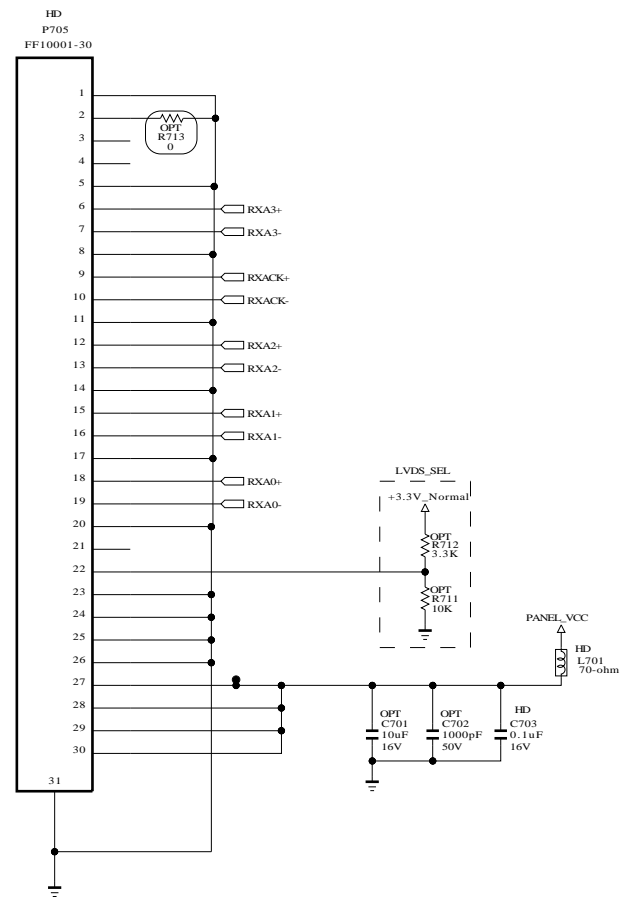 HD
P705
FF10001-30
1
2
OPT
R713
0
3
4
5
6
RXA3+
7
RXA3-
8
9
RXACK+
10
RXACK-
11
12
RXA2+
13
RXA2-
14
15
RXA1+
16
RXA1-
17
18
RXA0+
19
RXA0-
20
21
22
23
24
25
26
27
28
29
30
31
LVDS_SEL
+3.3V_Normal
OPT
R712
3.3K
OPT
R711
10K
PANEL_VCC
HD
L701
70-ohm
OPT
C701
10uF
16V
OPT
C702
1000pF
50V
HD
C703
0.1uF
16V